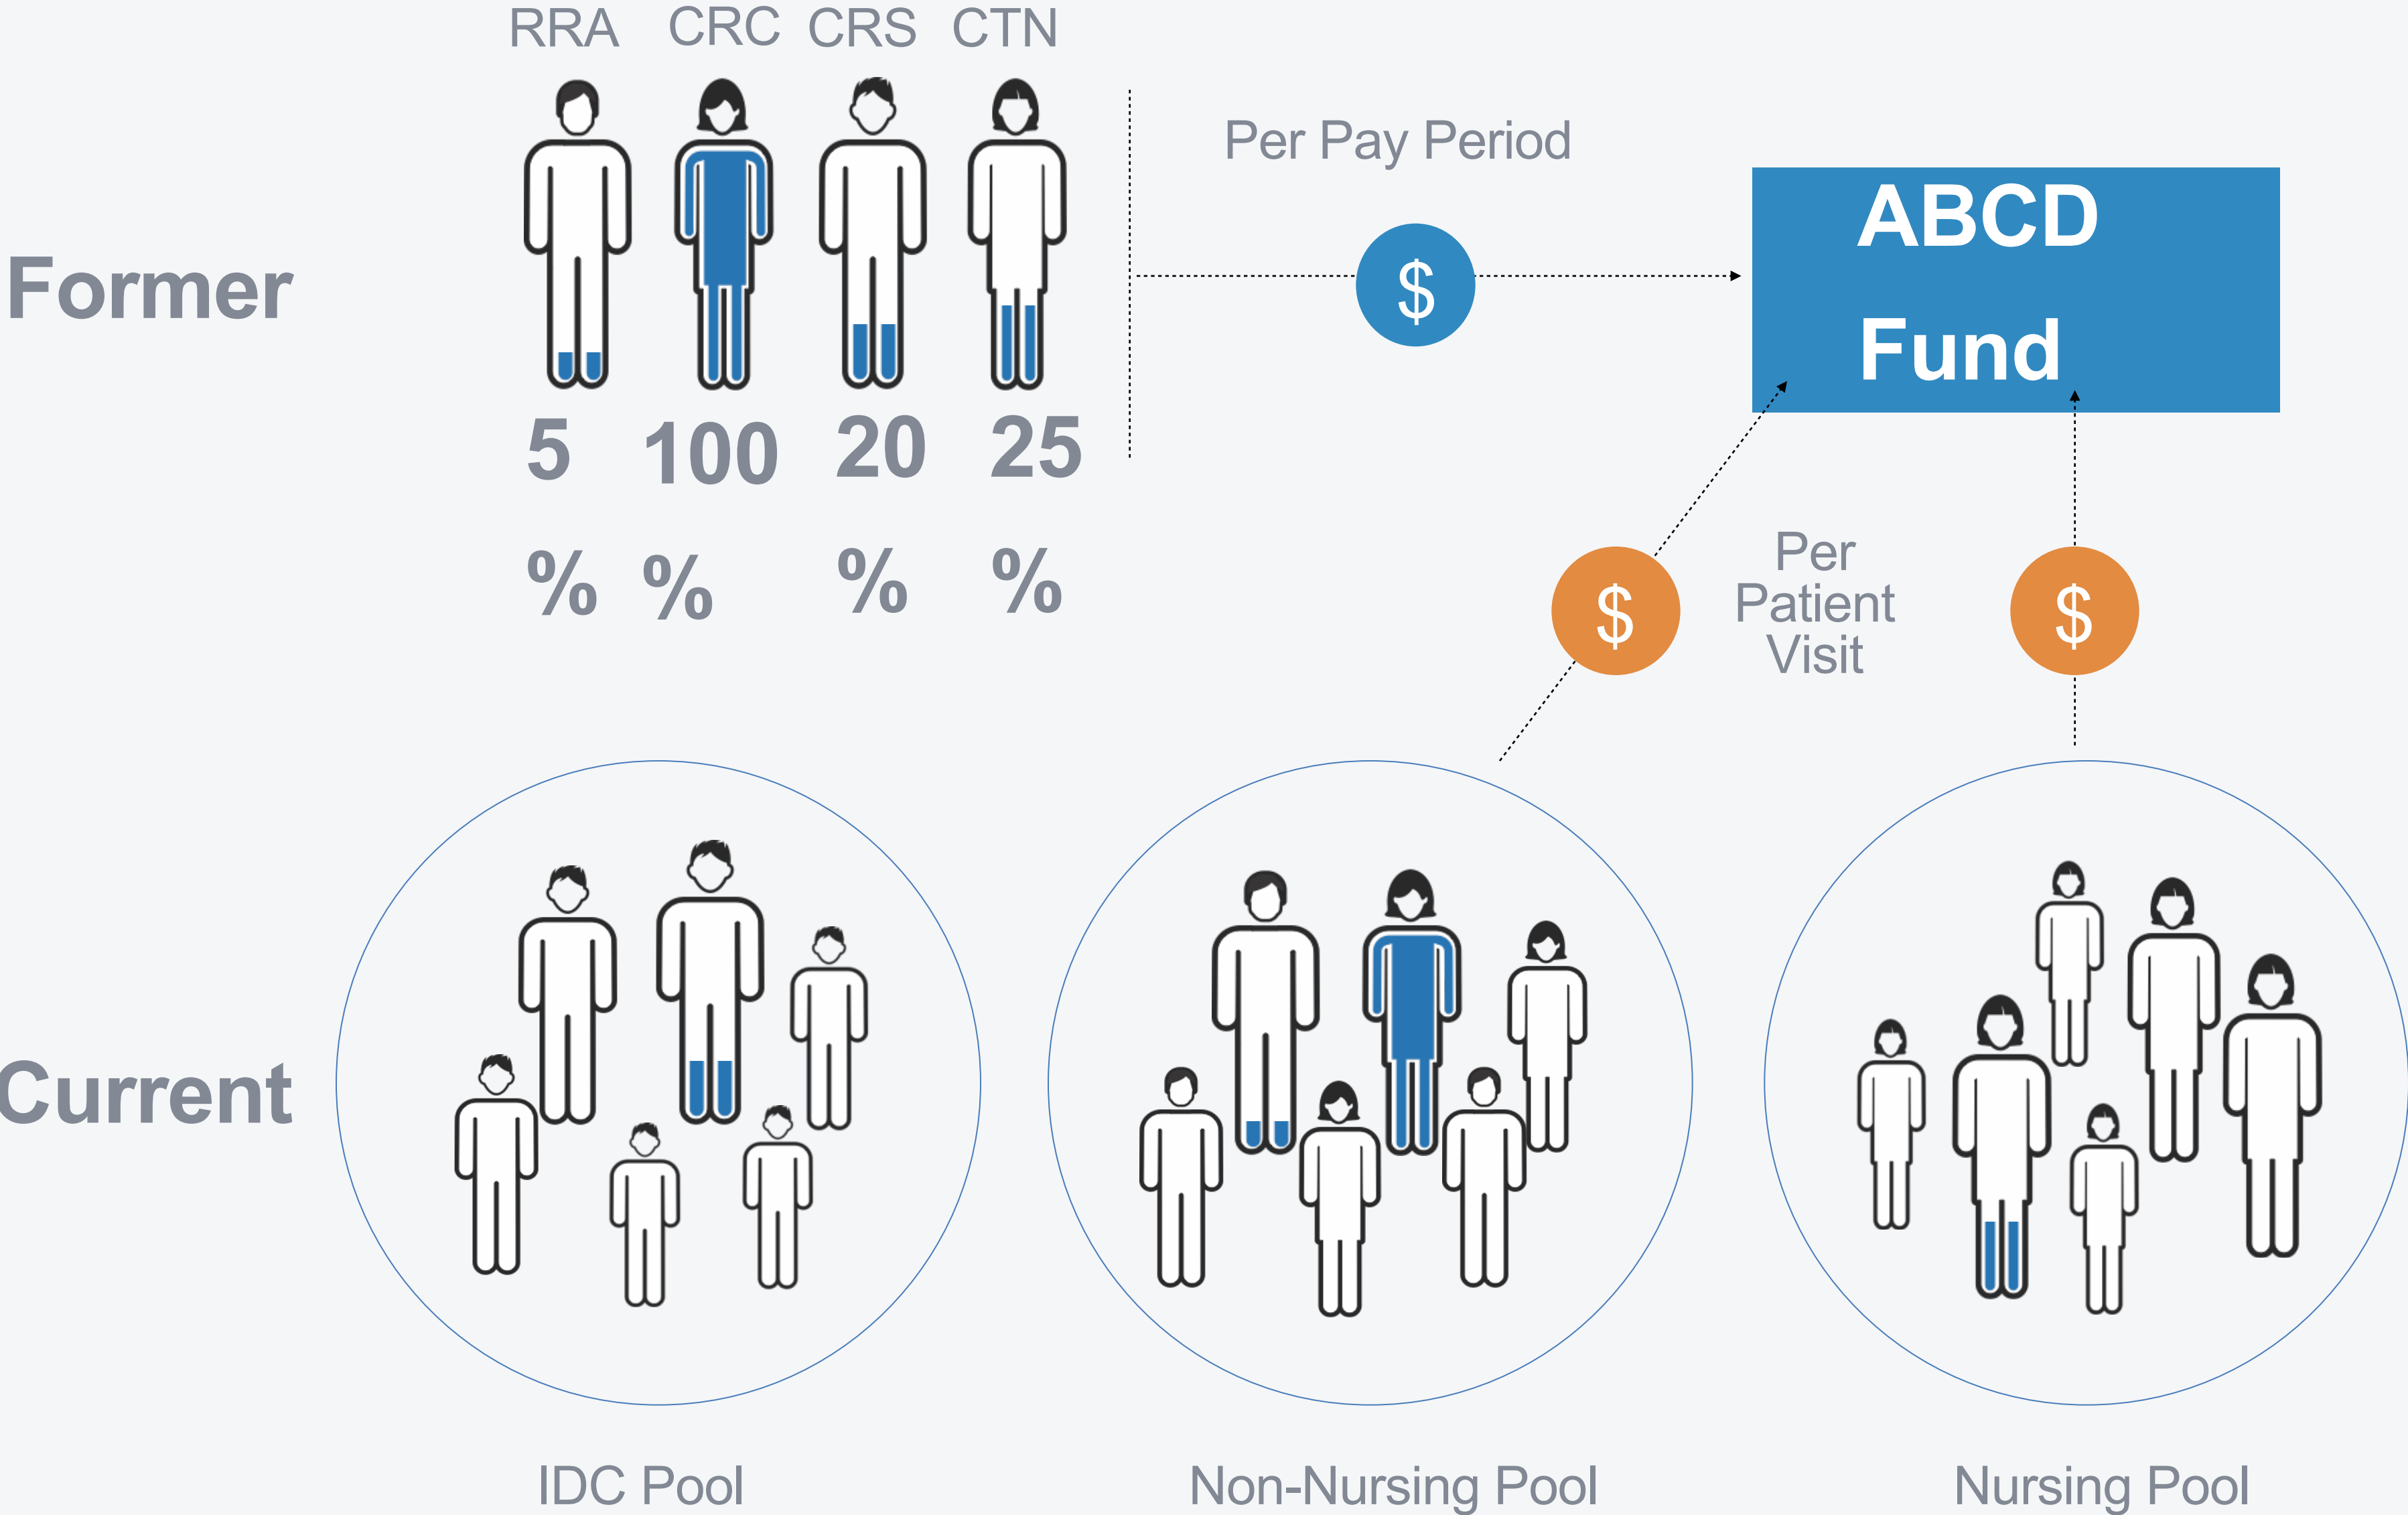 RRA CRC CRS CTN
Per Pay Period
ABCD
Fund
$
Former
5 100 20 25
% % % %
Per
Patient
Visit
$ $
Current
IDC Pool Non-Nursing Pool Nursing Pool